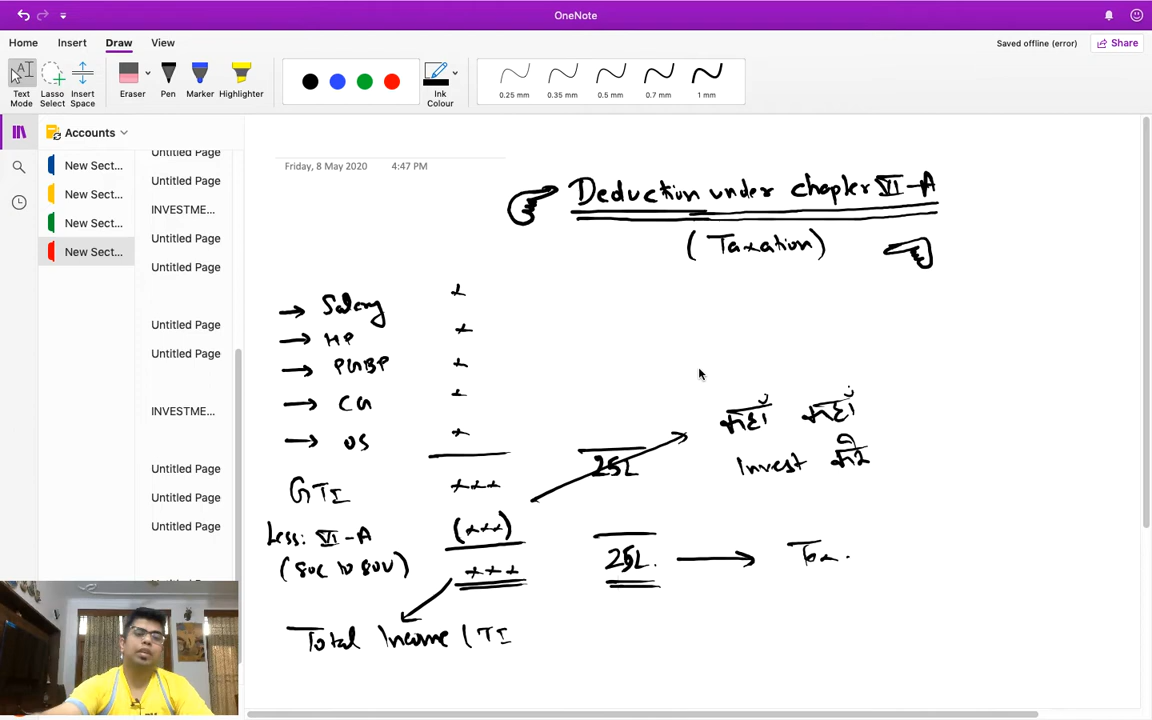 OneNote
Home Insert Draw View
Saved offline (error) Share
Text Mode
Lasso Select
Insert Space
Eraser
Pen
Marker
Highlighter
Ink Colour
0.25 mm 0.35 mm 0.5 mm 0.7 mm 1 mm
Accounts
New Sect...
New Sect...
New Sect...
New Sect...
Untitled Page
Untitled Page
INVESTME...
Untitled Page
Untitled Page
Untitled Page
Untitled Page
INVESTME...
Untitled Page
Untitled Page
Untitled Page
Friday, 8 May 2020 4:47 PM
Deduction under chapter VI-A
(Taxation)
→ Salary +
→ HP +
→ PGBP +
→ CG +
→ OS +
GTI +++ 25L
Invest
Less: VI-A (+++)
(80C to 80U) +++ 25L. → Tax.
Total Income (TI